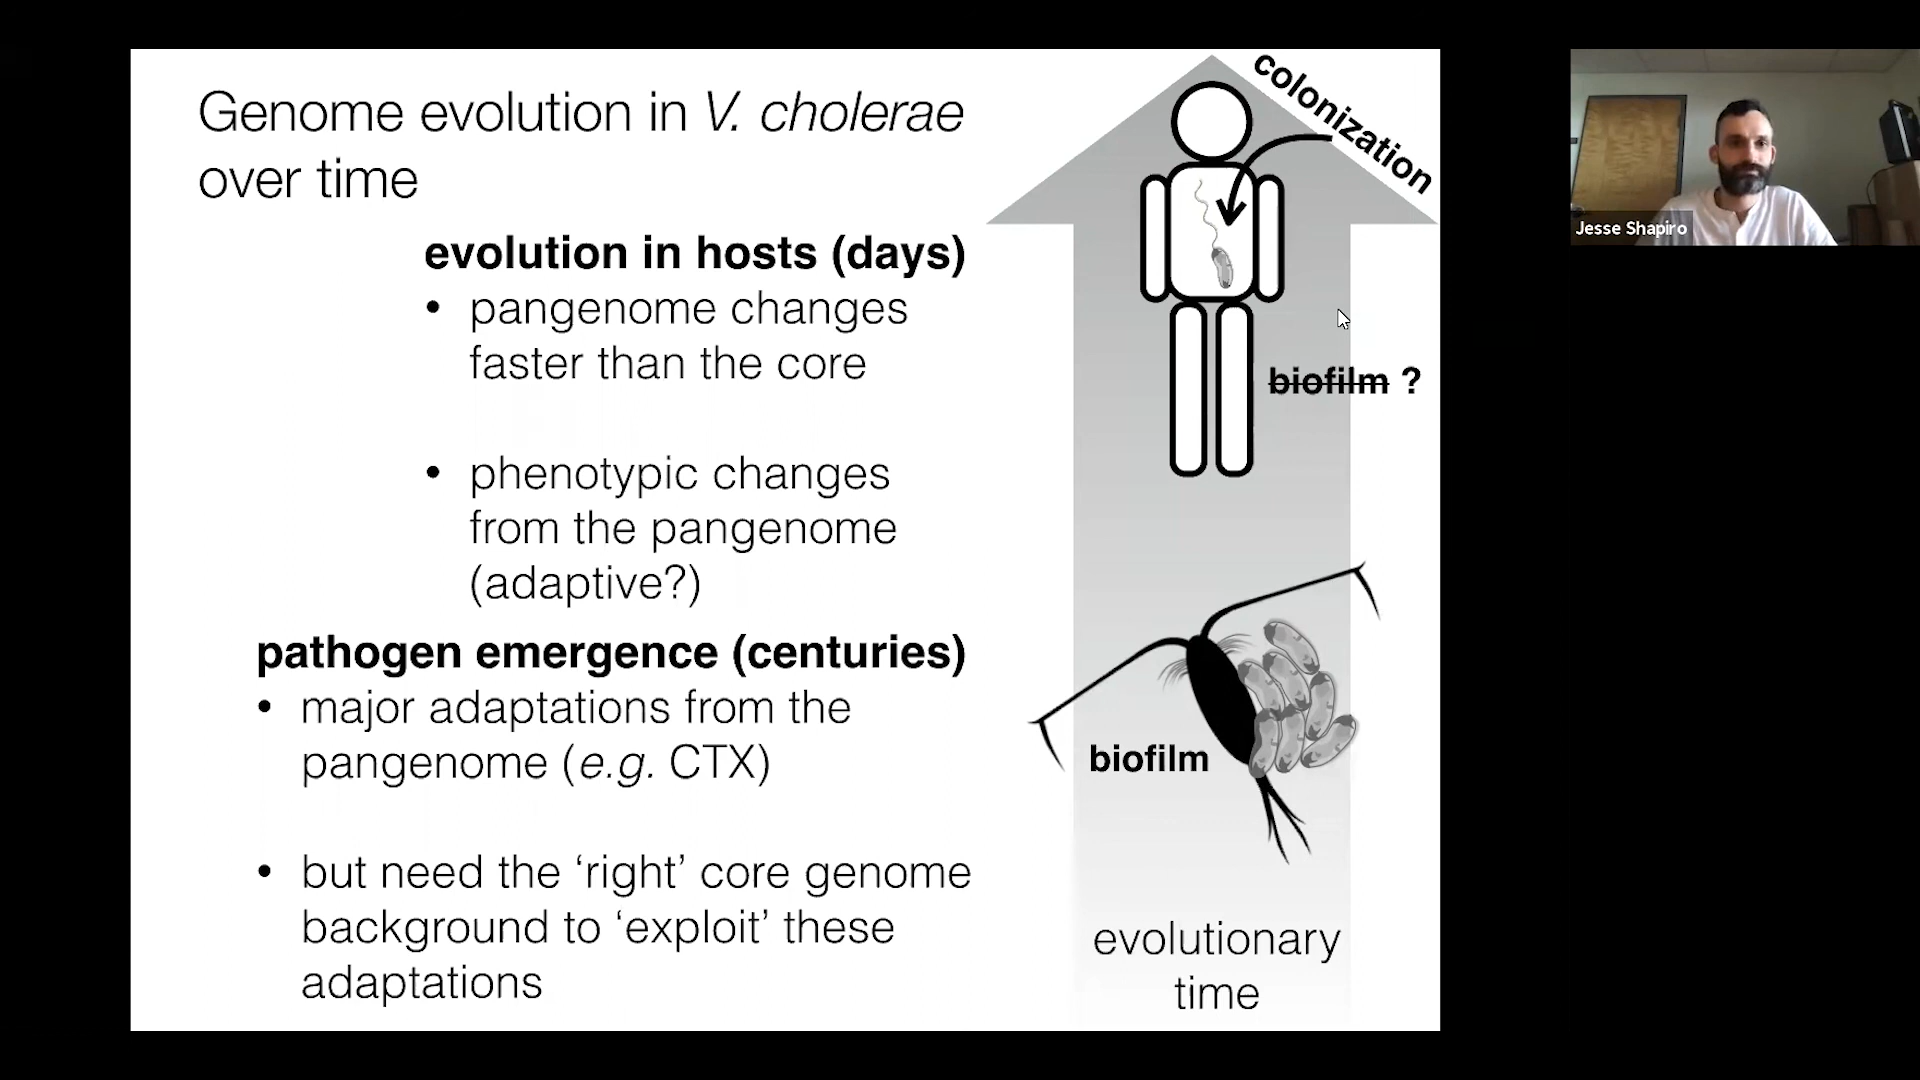 Genome evolution in V. cholerae
over time
evolution in hosts (days)
• pangenome changes
faster than the core
• phenotypic changes
from the pangenome
(adaptive?)
pathogen emergence (centuries)
• major adaptations from the
pangenome (e.g. CTX)
• but need the ‘right’ core genome
background to ‘exploit’ these
adaptations
colonization
biofilm ?
biofilm
evolutionary
time
Jesse Shapiro